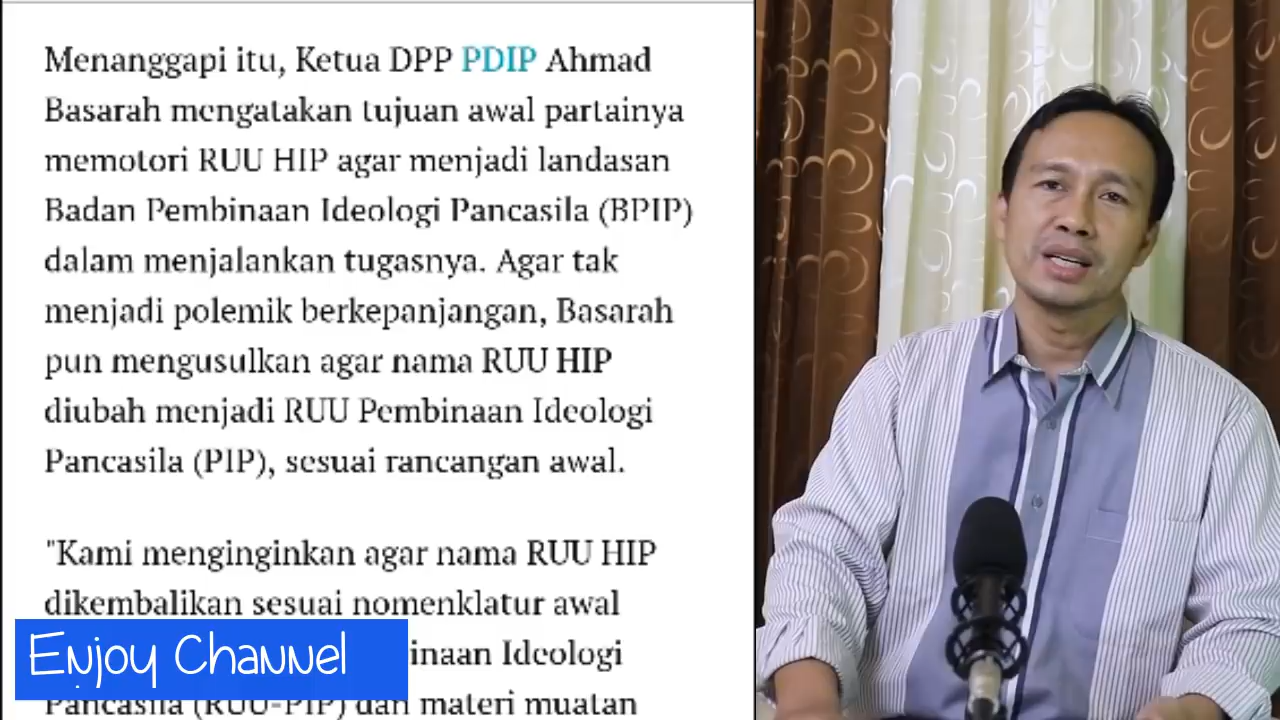 Menanggapi itu, Ketua DPP PDIP Ahmad
Basarah mengatakan tujuan awal partainya
memotori RUU HIP agar menjadi landasan
Badan Pembinaan Ideologi Pancasila (BPIP)
dalam menjalankan tugasnya. Agar tak
menjadi polemik berkepanjangan, Basarah
pun mengusulkan agar nama RUU HIP
diubah menjadi RUU Pembinaan Ideologi
Pancasila (PIP), sesuai rancangan awal.
"Kami menginginkan agar nama RUU HIP
dikembalikan sesuai nomenklatur awal
inaan Ideologi
Pancasila (RUU-PIP) dan materi muatan
Enjoy Channel